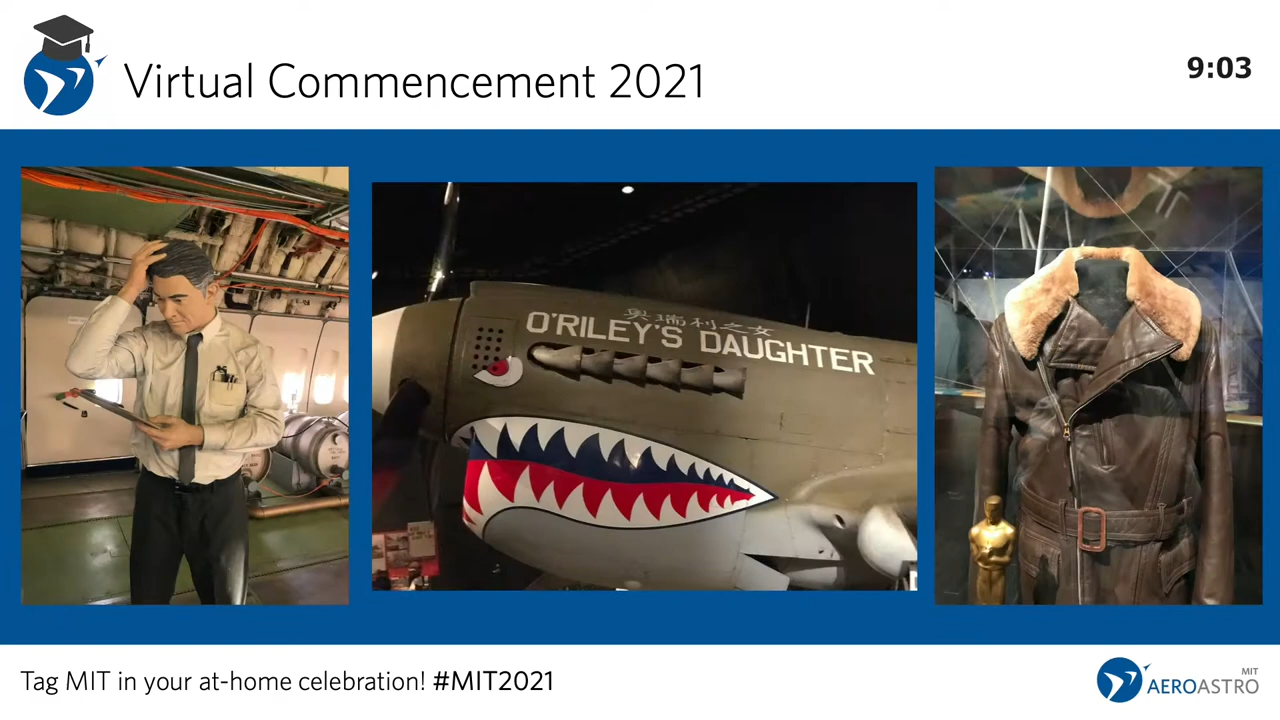 Virtual Commencement 2021
9:03
奥瑞利之女
O'RILEY'S DAUGHTER
Tag MIT in your at-home celebration! #MIT2021
MIT
AEROASTRO